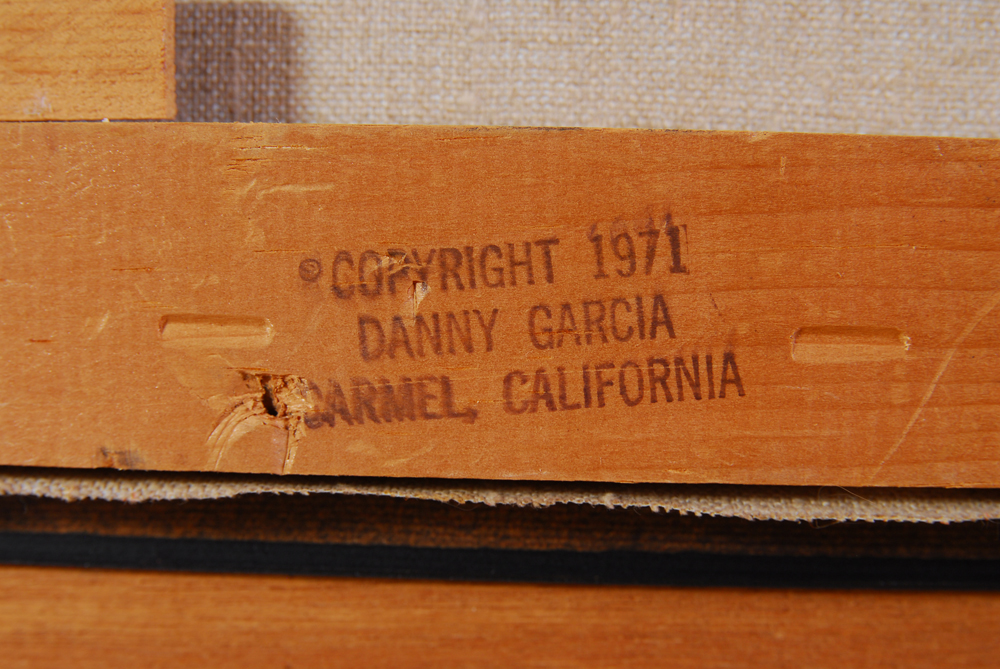 © COPYRIGHT 1971
DANNY GARCIA
CARMEL, CALIFORNIA